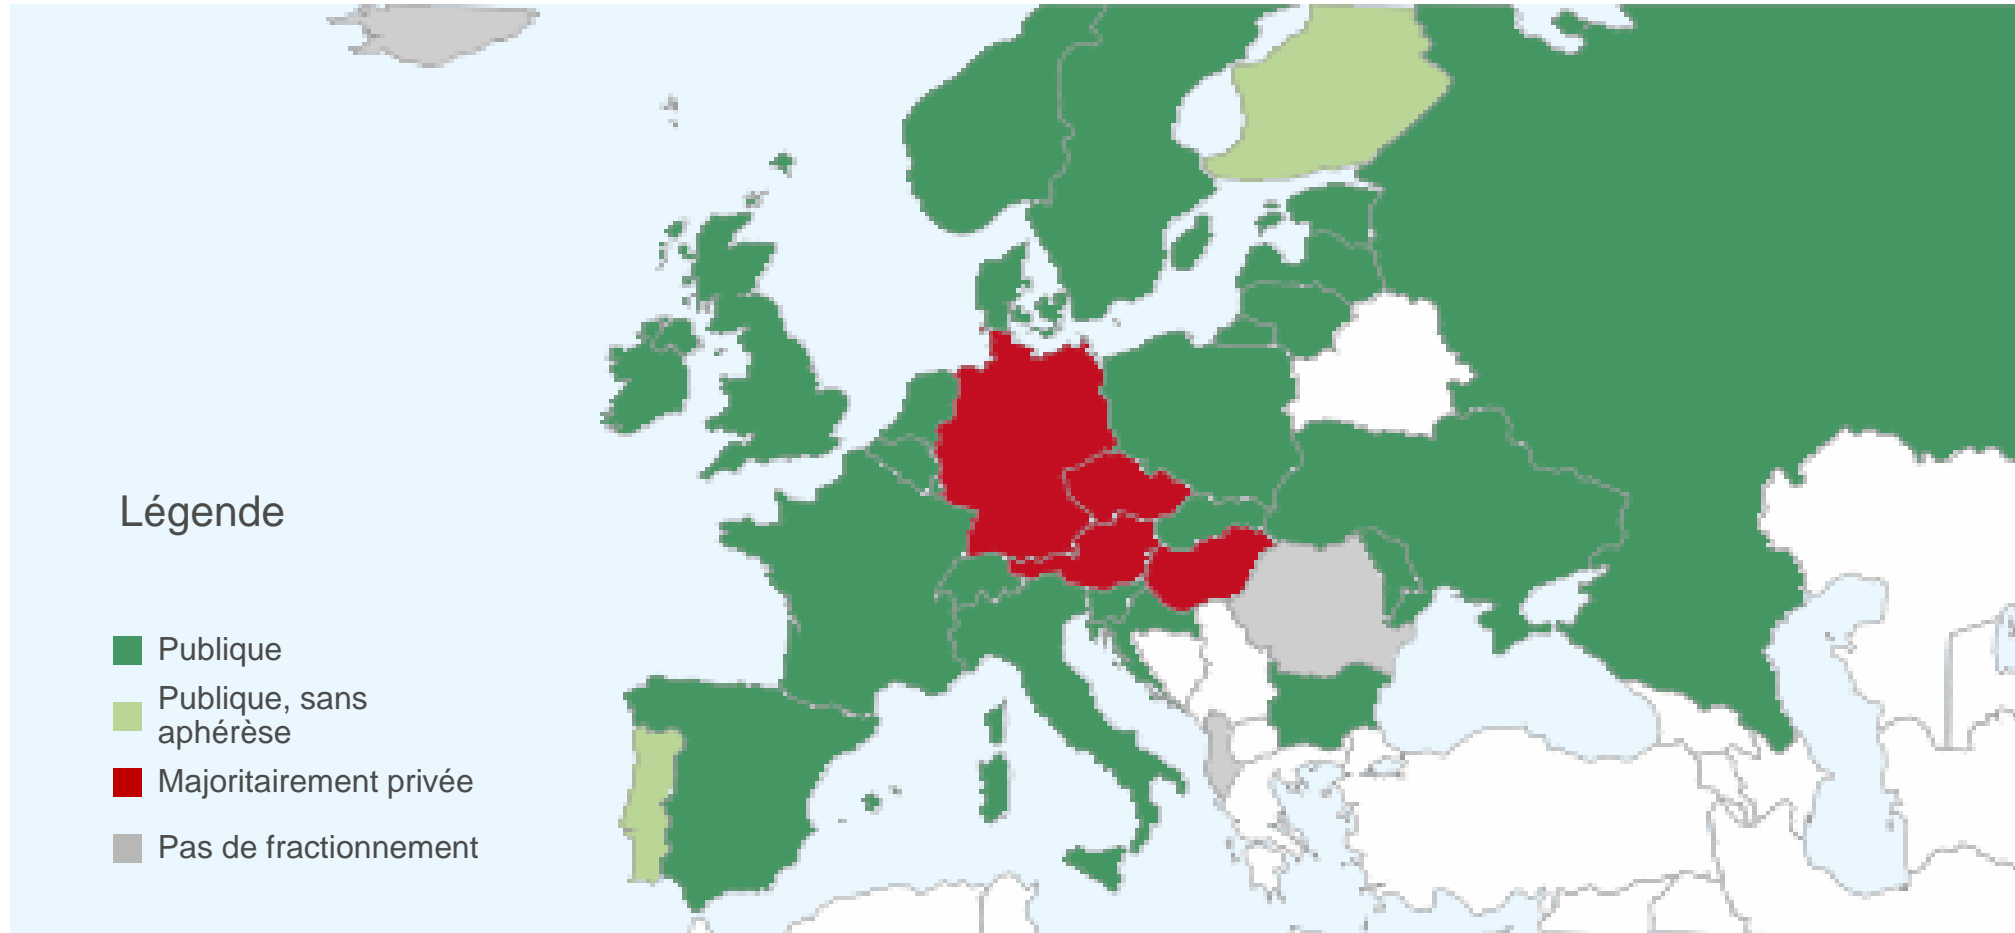 Légende
Publique
Publique, sans
aphérèse
Majoritairement privée
Pas de fractionnement